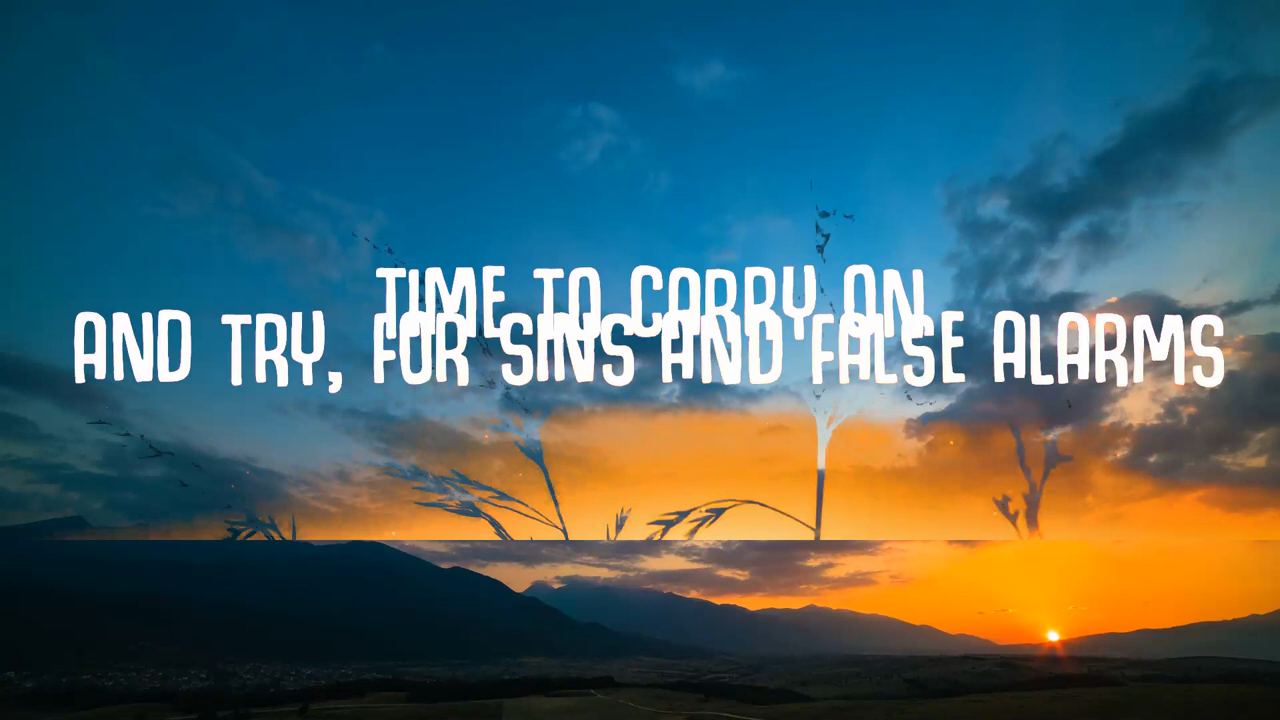 TIME TO CARRY ON
AND TRY, FOR SINS AND FALSE ALARMS